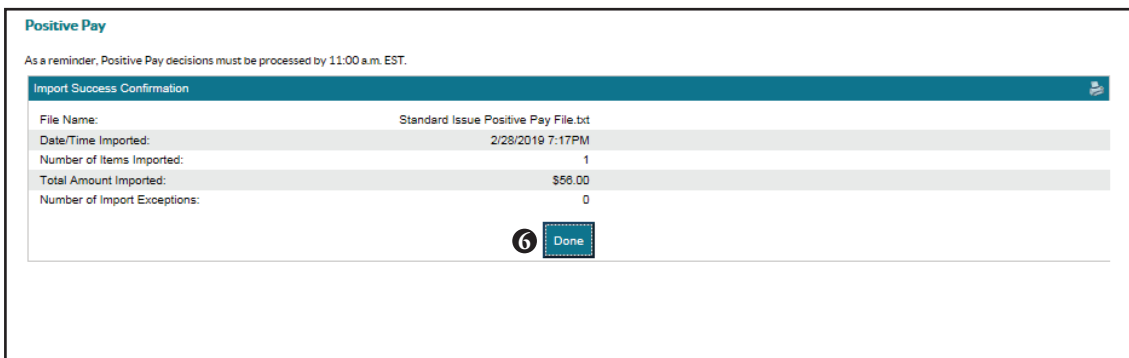 Positive Pay
As a reminder, Positive Pay decisions must be processed by 11:00 a.m. EST.
Import Success Confirmation
File Name: Standard Issue Positive Pay File.txt
Date/Time Imported: 2/28/2019 7:17PM
Number of Items Imported: 1
Total Amount Imported: $56.00
Number of Import Exceptions: 0
6 Done